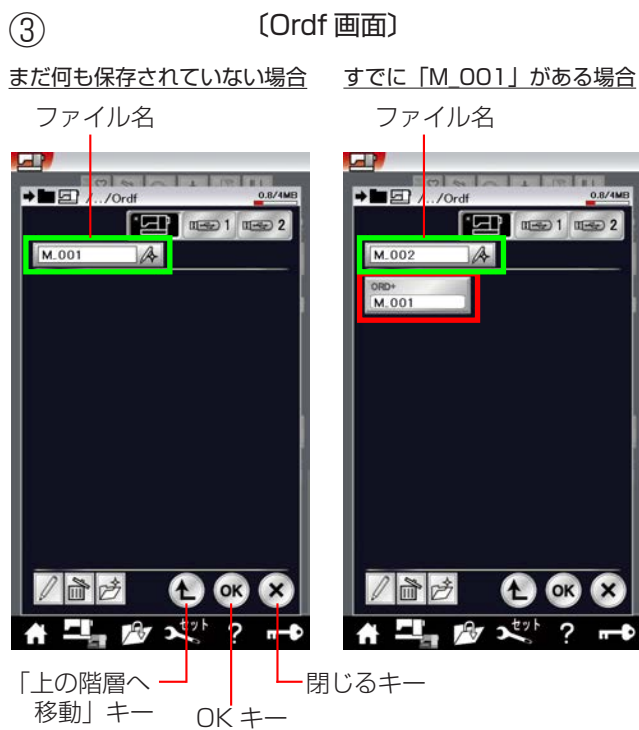 ③
〔Ordf 画面〕
まだ何も保存されていない場合
すでに「M_001」がある場合
ファイル名
ファイル名
/../Ordf
0.8/4MB
1
2
M_001
/../Ordf
0.8/4MB
1
2
M_002
ORD+
M_001
OK
OK
セット
?
セット
?
「上の階層へ
移動」キー
OK キー
閉じるキー